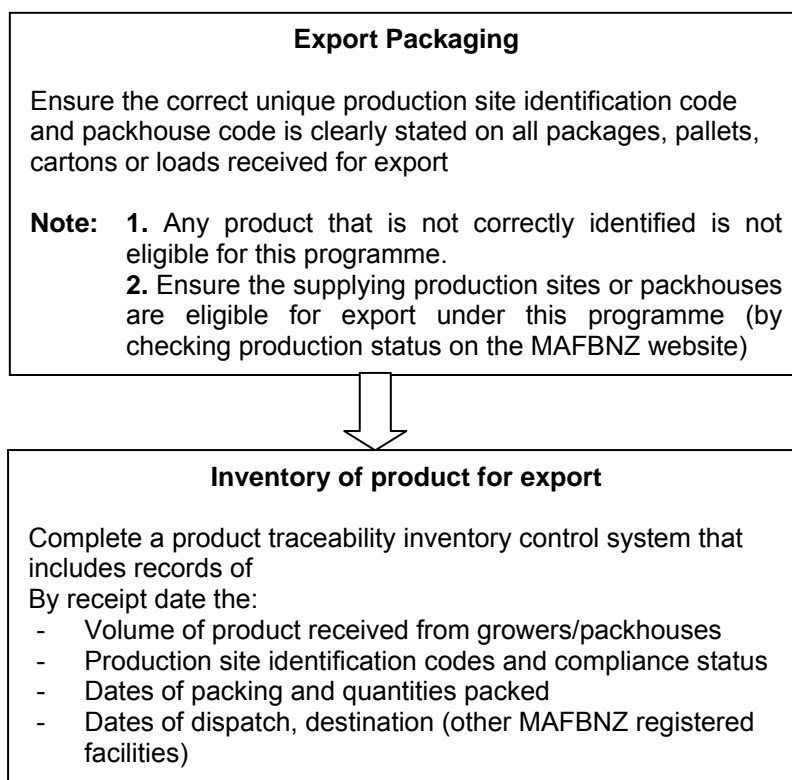 Export Packaging
Ensure the correct unique production site identification code
and packhouse code is clearly stated on all packages, pallets,
cartons or loads received for export
Note: 1. Any product that is not correctly identified is not
eligible for this programme.
2. Ensure the supplying production sites or packhouses
are eligible for export under this programme (by
checking production status on the MAFBNZ website)
Inventory of product for export
Complete a product traceability inventory control system that
includes records of
By receipt date the:
- Volume of product received from growers/packhouses
- Production site identification codes and compliance status
- Dates of packing and quantities packed
- Dates of dispatch, destination (other MAFBNZ registered
facilities)